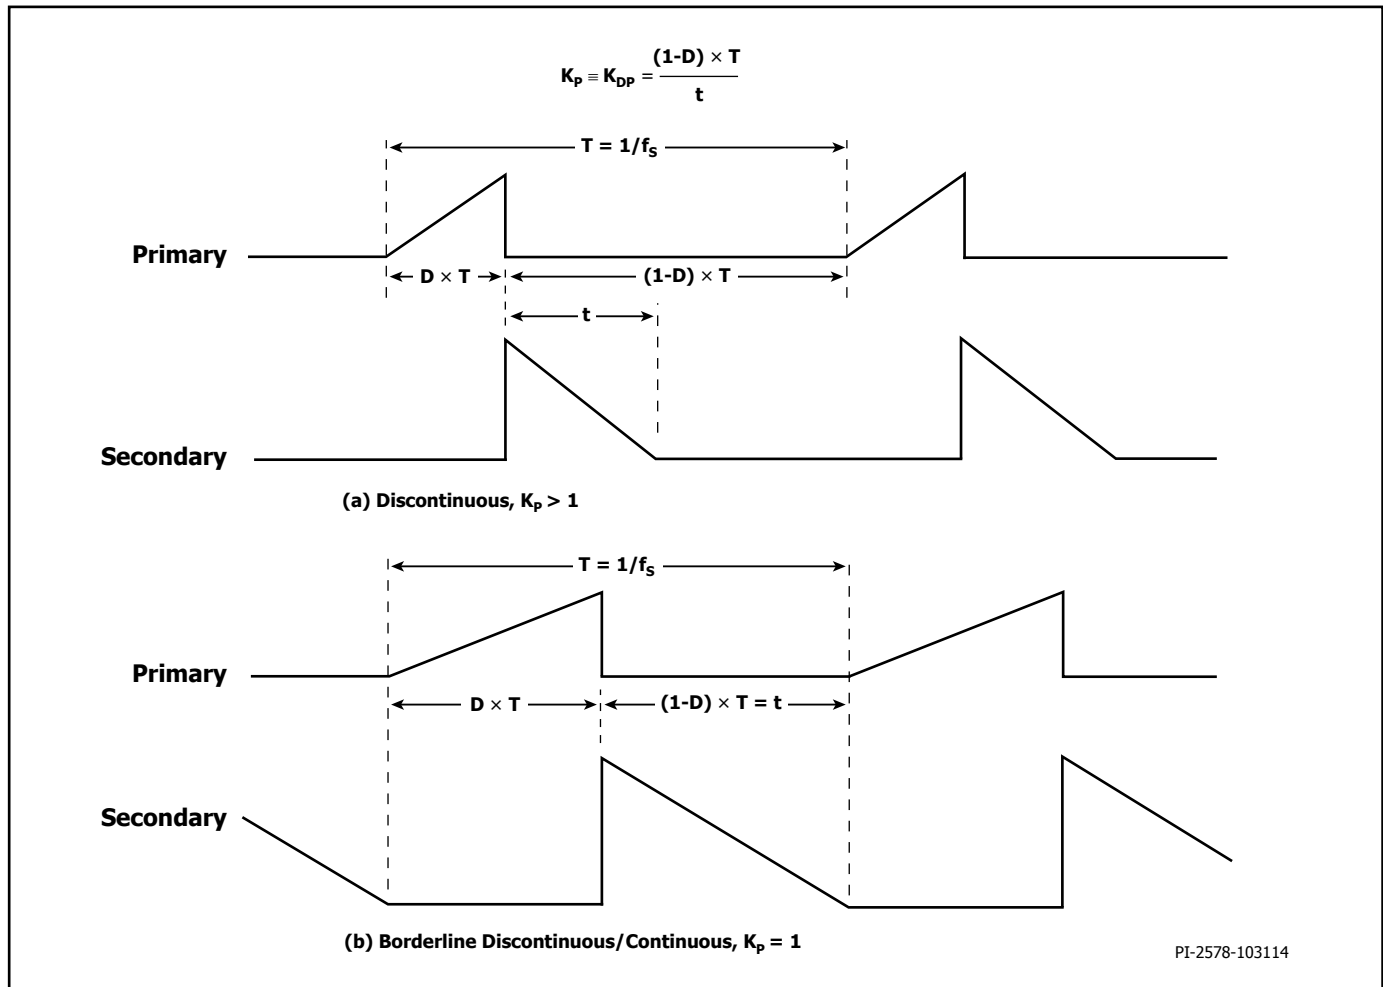 K_P ≡ K_DP = (1-D) × T / t
T = 1/f_S
Primary
D × T
(1-D) × T
t
Secondary
(a) Discontinuous, K_P > 1
T = 1/f_S
Primary
D × T
(1-D) × T = t
Secondary
(b) Borderline Discontinuous/Continuous, K_P = 1
PI-2578-103114